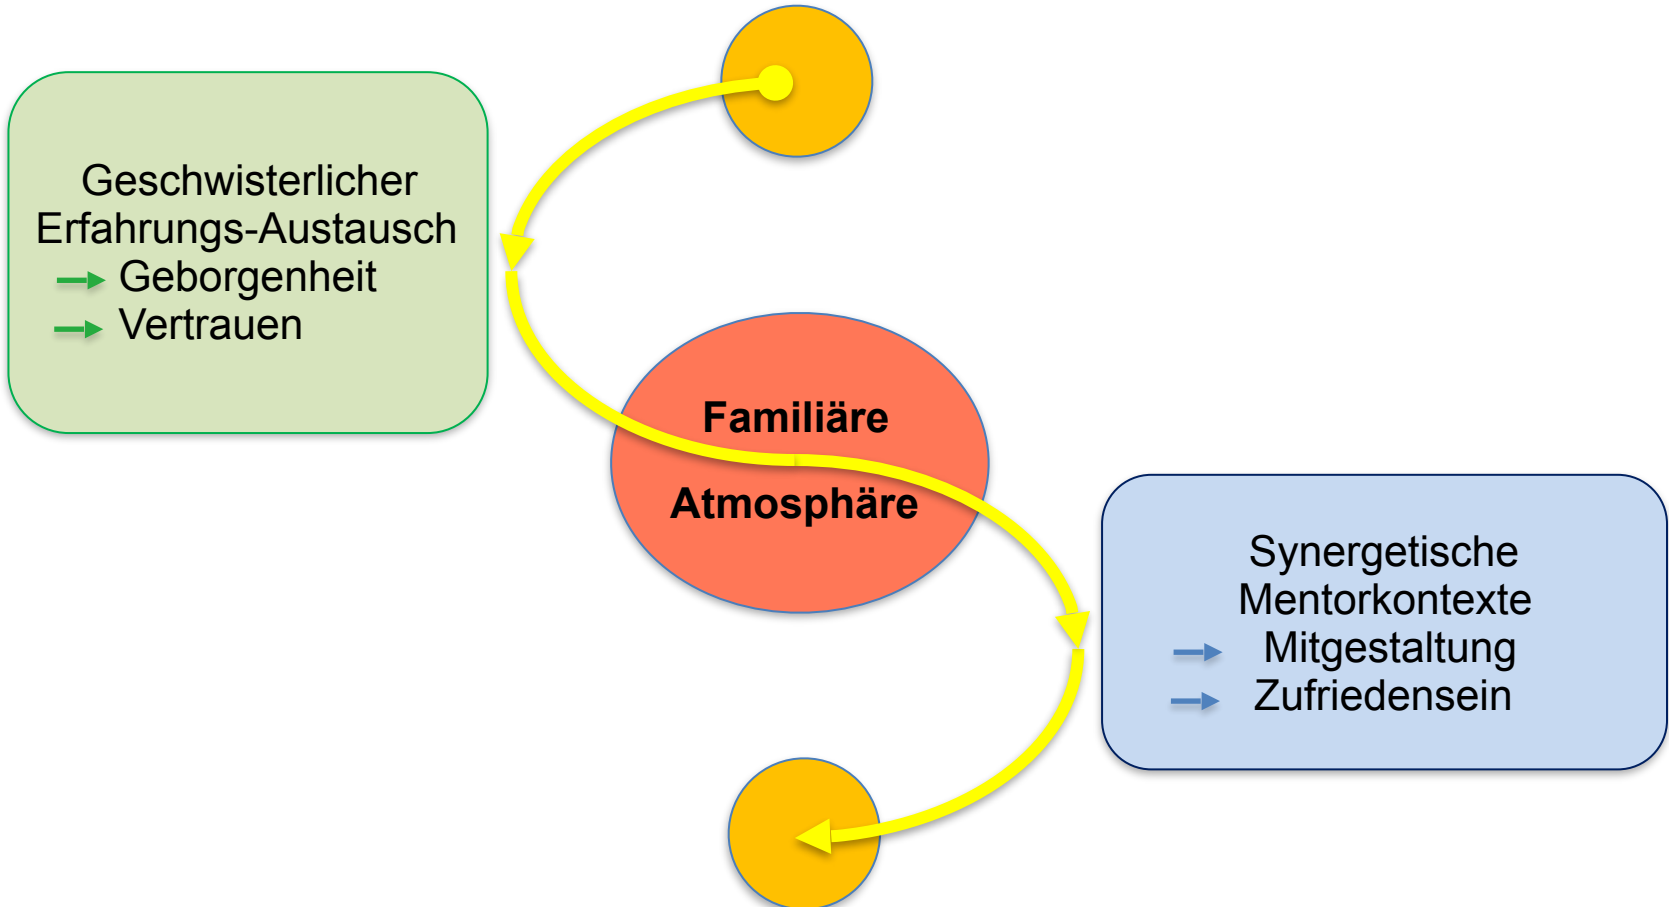 Geschwisterlicher
Erfahrungs-Austausch
Geborgenheit
Vertrauen
Familiäre
Atmosphäre
Synergetische
Mentorkontexte
Mitgestaltung
Zufriedensein